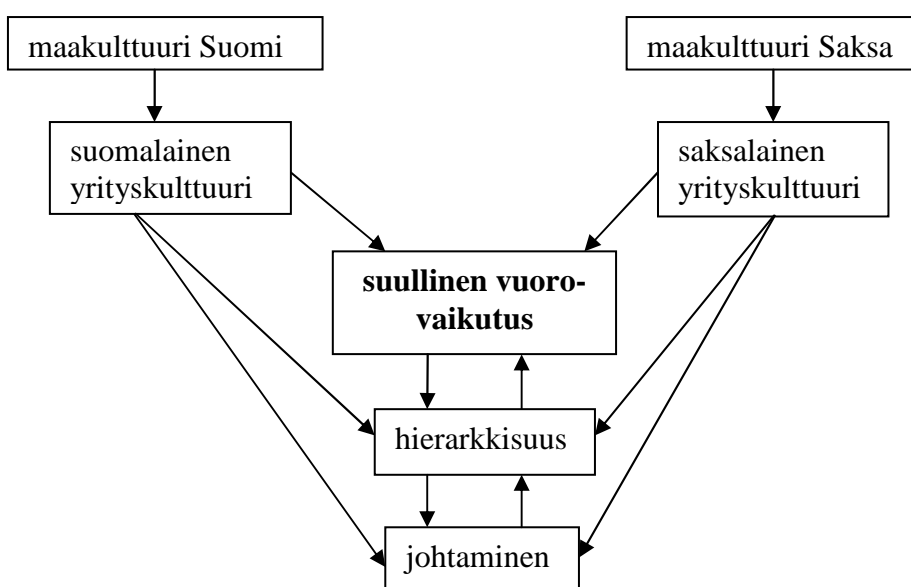 maakulttuuri Suomi
maakulttuuri Saksa
suomalainen
yrityskulttuuri
saksalainen
yrityskulttuuri
suullinen vuoro-
vaikutus
hierarkkisuus
johtaminen